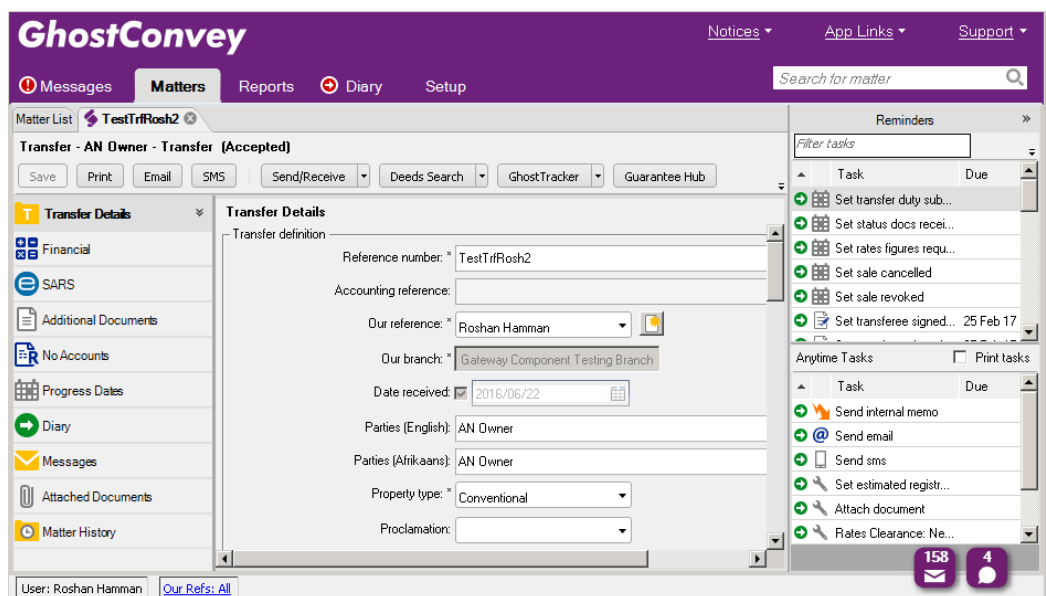 GhostConvey
Notices
App Links
Support
Messages
Matters
Reports
Diary
Setup
Search for matter
Matter List
TestTrfRosh2
Transfer - AN Owner - Transfer (Accepted)
Save
Print
Email
SMS
Send/Receive
Deeds Search
GhostTracker
Guarantee Hub
T
Transfer Details
Financial
SARS
Additional Documents
R No Accounts
Progress Dates
Diary
Messages
Attached Documents
Matter History
Transfer Details
Transfer definition
Reference number: * TestTrfRosh2
Accounting reference:
Our reference: * Roshan Hamman
Our branch: * Gateway Component Testing Branch
Date received: 2016/06/22
Parties (English): AN Owner
Parties (Afrikaans): AN Owner
Property type: * Conventional
Proclamation:
Reminders
Filter tasks
Task Due
Set transfer duty sub...
Set status docs recei...
Set rates figures requ...
Set sale cancelled
Set sale revoked
Set transferee signed... 25 Feb 17
Anytime Tasks Print tasks
Task Due
Send internal memo
@ Send email
Send sms
Set estimated registr...
Attach document
Rates Clearance: Ne...
158
4
User: Roshan Hamman
Our Refs: All